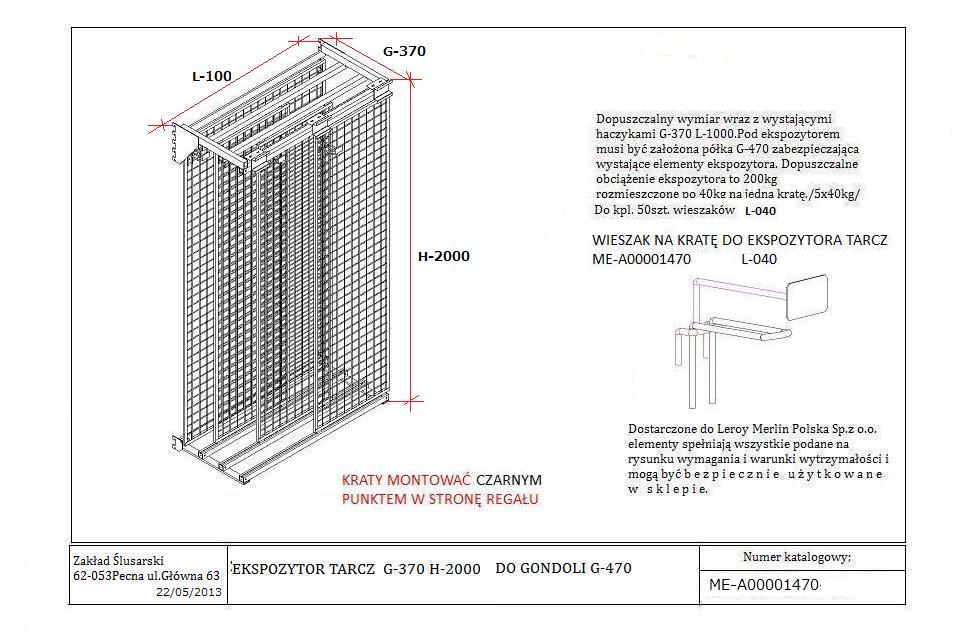 G-370
L-100
H-2000
Dopuszczalny wymiar wraz z wystającymi
haczykami G-370 L-1000.Pod ekspozytorem
musi być założona półka G-470 zabezpieczająca
wystające elementy ekspozytora. Dopuszczalne
obciążenie ekspozytora to 200kg
rozmieszczone po 40kg na jedna kratę./5x40kg/
Do kpl. 50szt. wieszaków L-040
WIESZAK NA KRATĘ DO EKSPOZYTORA TARCZ
ME-A00001470 L-040
Dostarczone do Leroy Merlin Polska Sp.z o.o.
elementy spełniają wszystkie podane na
rysunku wymagania i warunki wytrzymałości i
mogą być bezpiecznie użytkowane
w sklepie.
KRATY MONTOWAĆ CZARNYM
PUNKTEM W STRONĘ REGAŁU
Zakład Ślusarski
62-053Pecna ul.Główna 63
22/05/2013
EKSPOZYTOR TARCZ G-370 H-2000 DO GONDOLI G-470
Numer katalogowy;
ME-A00001470